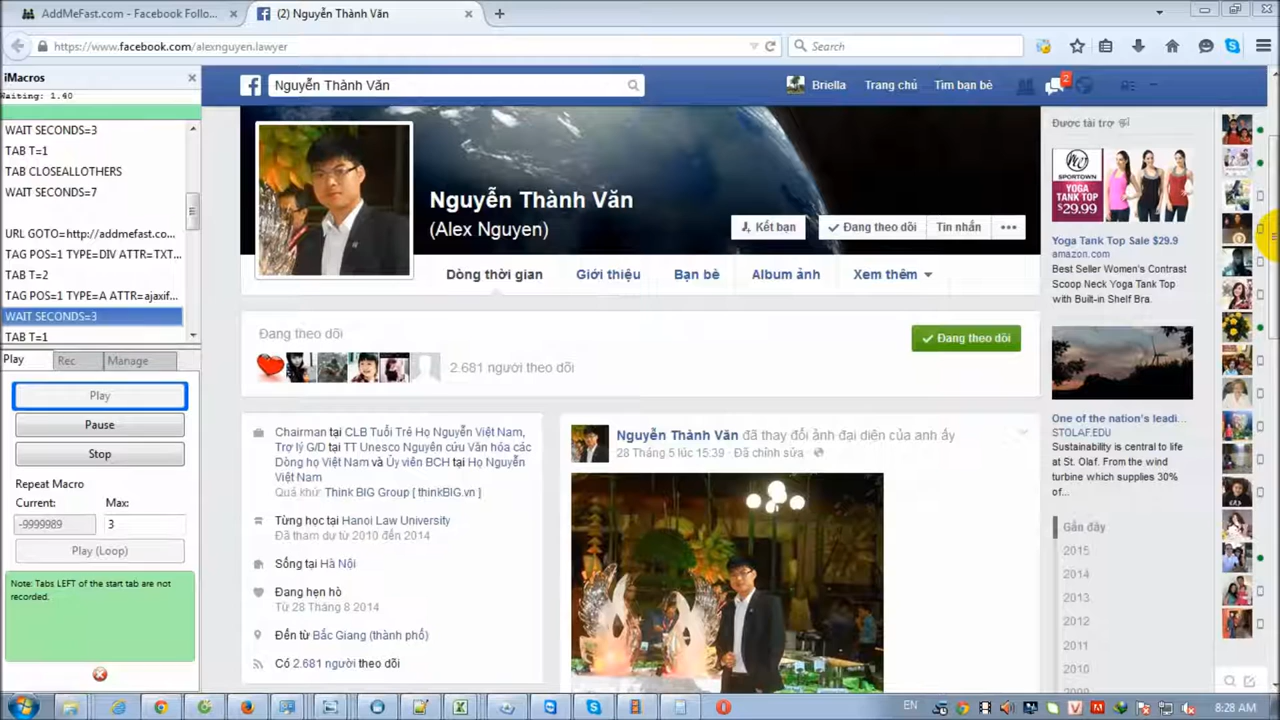 AddMeFast.com - Facebook Follo...
(2) Nguyễn Thành Văn
https://www.facebook.com/alexnguyen.lawyer
Search
iMacros
Waiting: 1.40
WAIT SECONDS=3
TAB T=1
TAB CLOSEALLOTHERS
WAIT SECONDS=7
URL GOTO=http://addmefast.co...
TAG POS=1 TYPE=DIV ATTR=TXT...
TAB T=2
TAG POS=1 TYPE=A ATTR=ajaxif...
WAIT SECONDS=3
TAB T=1
Play
Rec
Manage
Play
Pause
Stop
Repeat Macro
Current:
Max:
-9999989
3
Play (Loop)
Note: Tabs LEFT of the start tab are not
recorded.
Nguyễn Thành Văn
Briella
Trang chủ
Tìm bạn bè
2
Nguyễn Thành Văn
(Alex Nguyen)
Kết bạn
Đang theo dõi
Tin nhắn
Dòng thời gian
Giới thiệu
Bạn bè
Album ảnh
Xem thêm
Đang theo dõi
Đang theo dõi
2.681 người theo dõi
Chairman tại CLB Tuổi Trẻ Họ Nguyễn Việt Nam,
Trợ lý G/D tại TT Unesco Nguyên cứu Văn hóa các
Dòng họ Việt Nam và Ủy viên BCH tại Họ Nguyễn
Việt Nam
Quá khứ: Think BIG Group [ thinkBIG.vn ]
Từng học tại Hanoi Law University
Đã tham dự từ 2010 đến 2014
Sống tại Hà Nội
Đang hẹn hò
Từ 28 Tháng 8 2014
Đến từ Bắc Giang (thành phố)
Có 2.681 người theo dõi
Nguyễn Thành Văn đã thay đổi ảnh đại diện của anh ấy
28 Tháng 5 lúc 15:39 · Đã chỉnh sửa
Được tài trợ
SPORTOWN
YOGA
TANK TOP
$29.99
Yoga Tank Top Sale $29.9
amazon.com
Best Seller Women's Contrast
Scoop Neck Yoga Tank Top
with Built-in Shelf Bra.
One of the nation's leadi...
STOLAF.EDU
Sustainability is central to
life at St. Olaf. From the wind
turbine which supplies 30%
of...
Gần đây
2015
2014
2013
2012
2011
2010
EN
8:28 AM